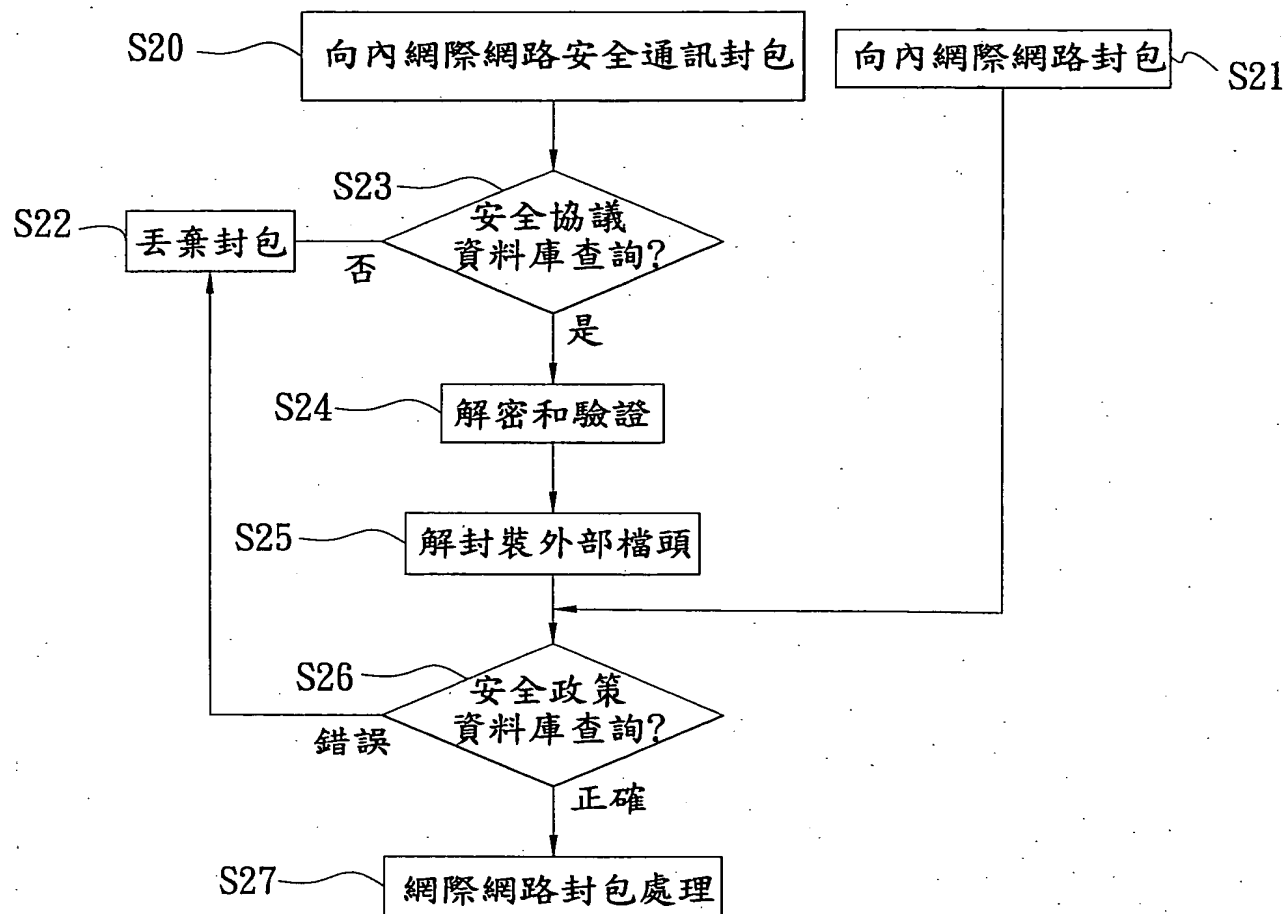 S20
向內網際網路安全通訊封包
向內網際網路封包
S21
S23
安全協議
資料庫查詢?
S22
丟棄封包
否
是
S24
解密和驗證
S25
解封裝外部檔頭
S26
安全政策
資料庫查詢?
錯誤
正確
S27
網際網路封包處理